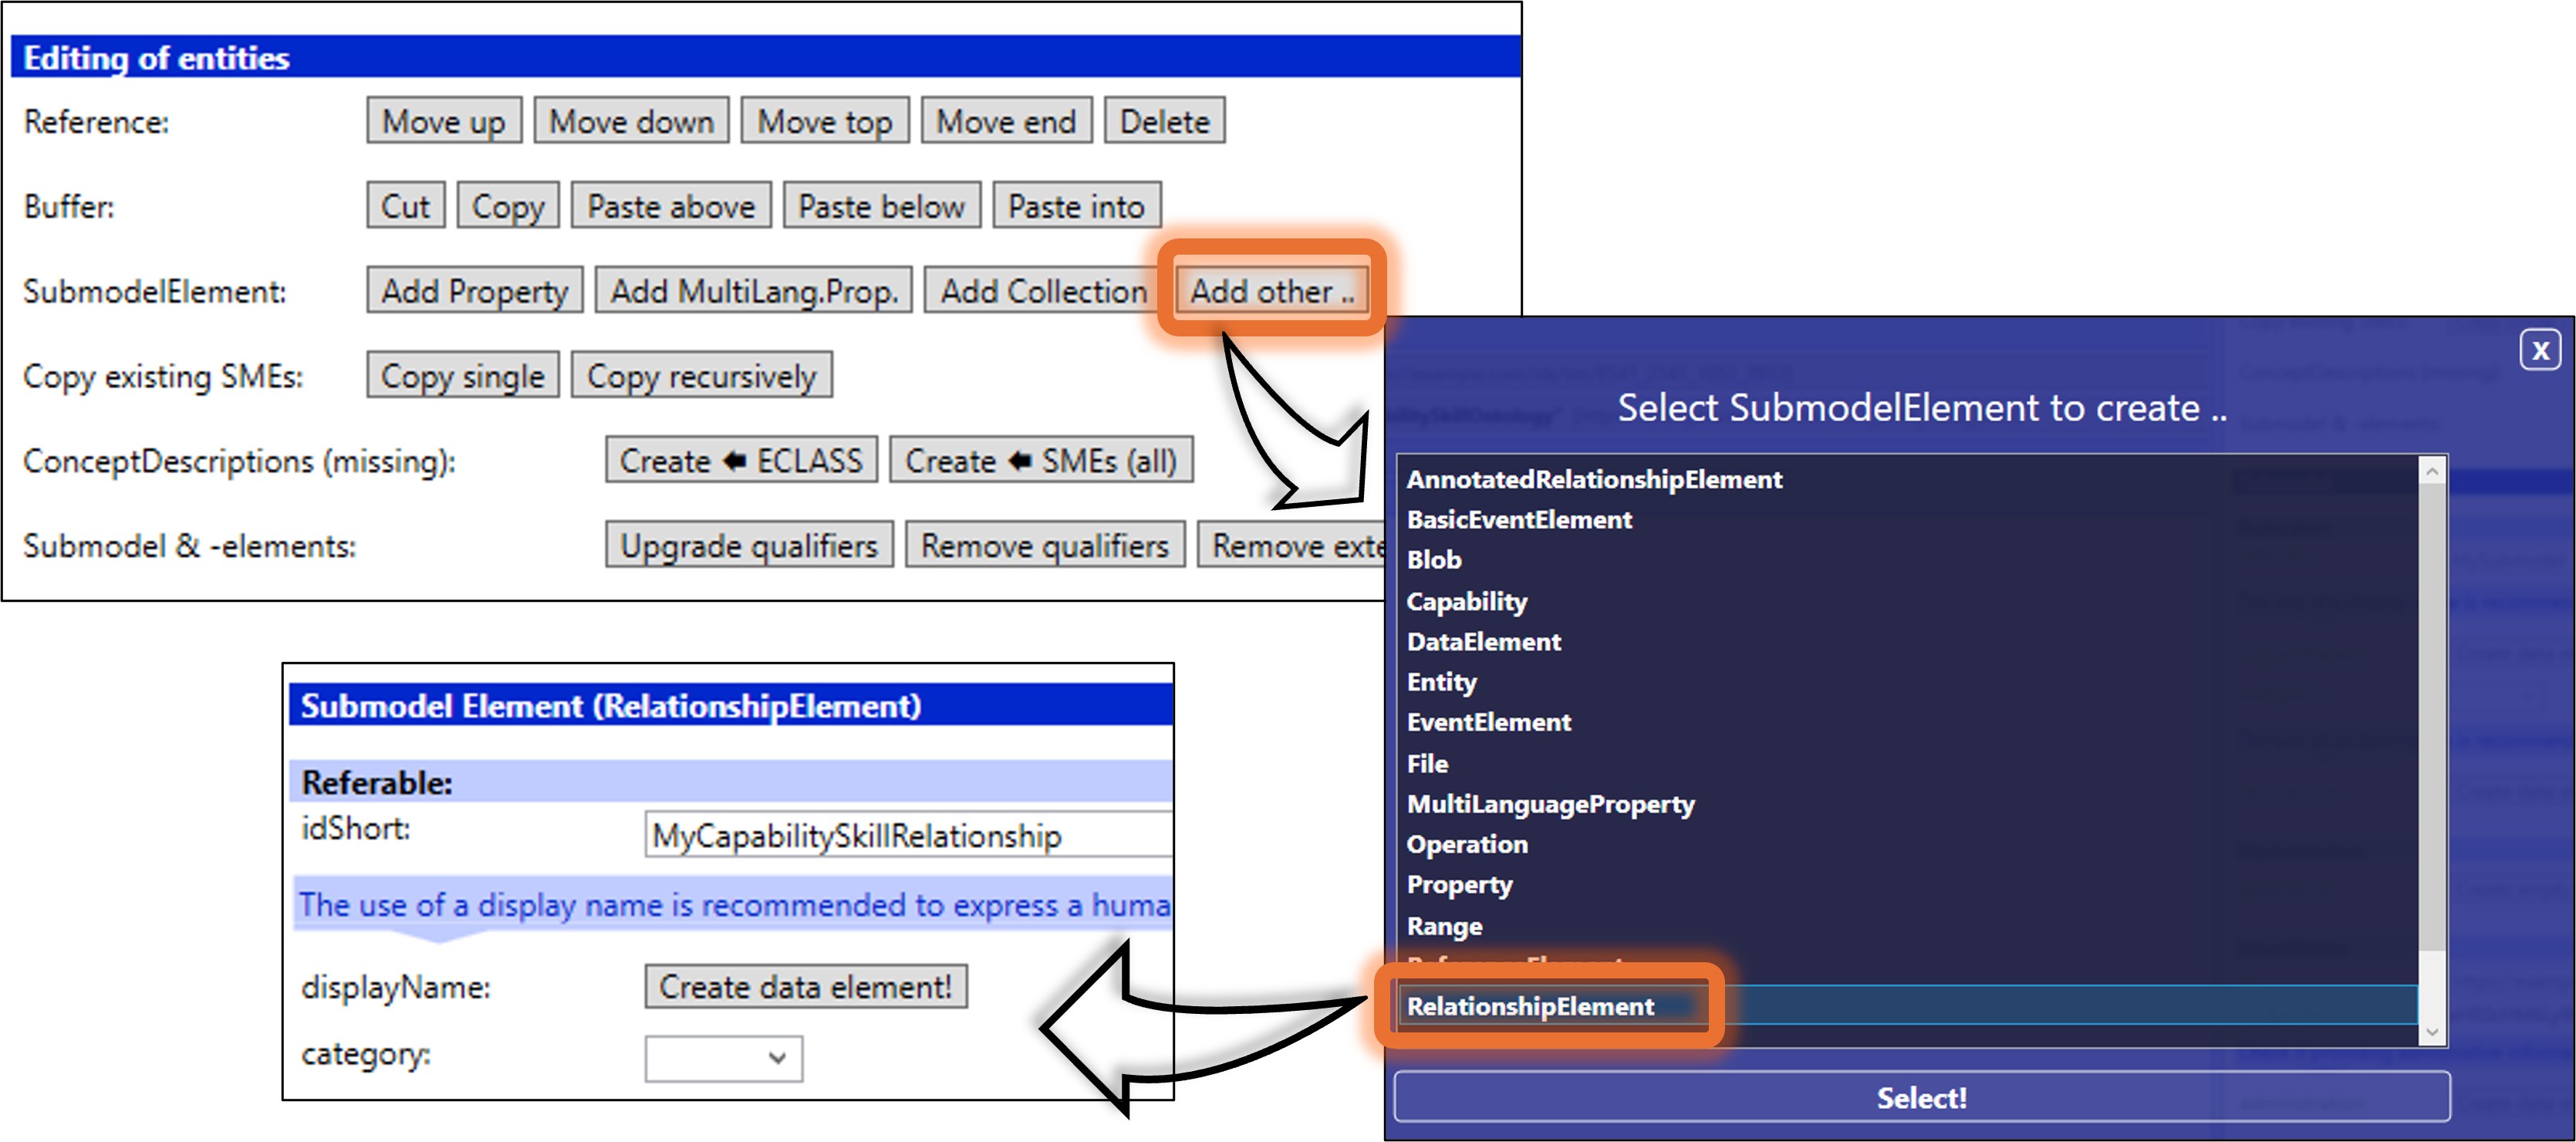 Editing of entities
Reference: Move up Move down Move top Move end Delete
Buffer: Cut Copy Paste above Paste below Paste into
SubmodelElement: Add Property Add MultiLang.Prop. Add Collection Add other ..
Copy existing SMEs: Copy single Copy recursively
ConceptDescriptions (missing): Create 🡄 ECLASS Create 🡄 SMEs (all)
Submodel & -elements: Upgrade qualifiers Remove qualifiers Remove exte
x
Select SubmodelElement to create ..
AnnotatedRelationshipElement
BasicEventElement
Blob
Capability
DataElement
Entity
EventElement
File
MultiLanguageProperty
Operation
Property
Range
RelationshipElement
Select!
Submodel Element (RelationshipElement)
Referable:
idShort: MyCapabilitySkillRelationship
The use of a display name is recommended to express a huma
displayName: Create data element!
category: